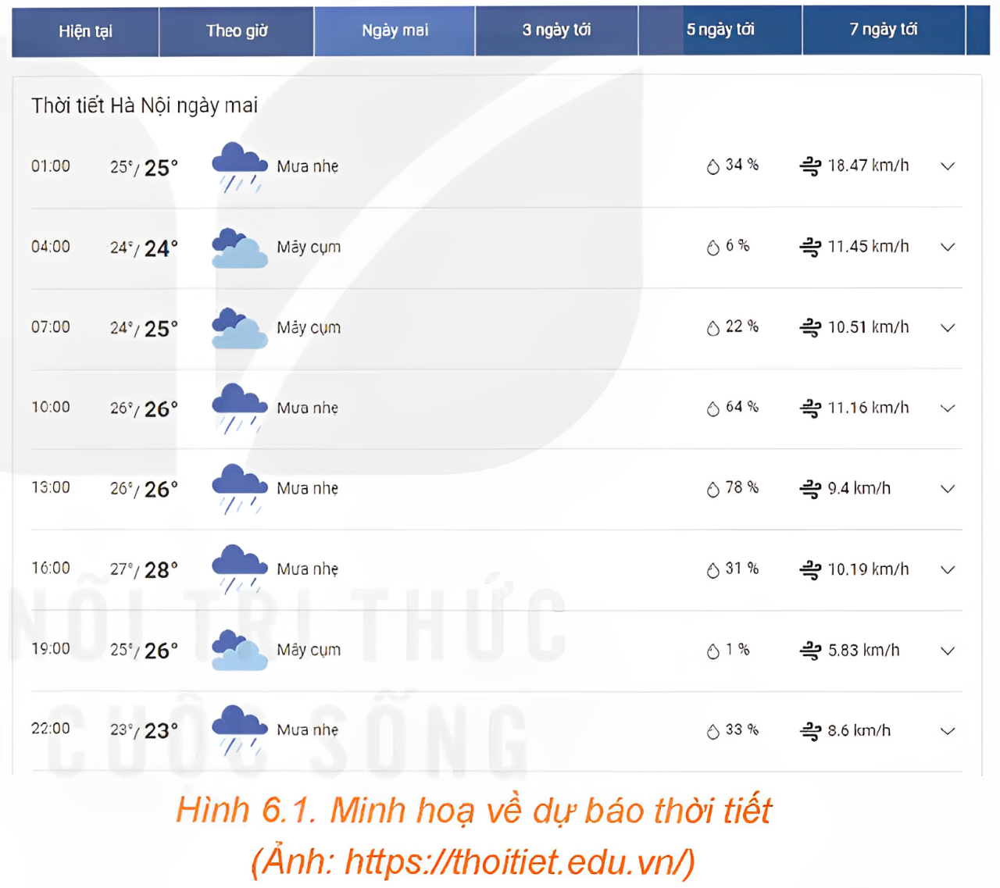 Hiện tại Theo giờ Ngày mai 3 ngày tới 5 ngày tới 7 ngày tới
Thời tiết Hà Nội ngày mai
01:00 25°/ 25° Mưa nhẹ 34 % 18.47 km/h
04:00 24°/ 24° Mây cụm 6 % 11.45 km/h
07:00 24°/ 25° Mây cụm 22 % 10.51 km/h
10:00 26°/ 26° Mưa nhẹ 64 % 11.16 km/h
13:00 26°/ 26° Mưa nhẹ 78 % 9.4 km/h
16:00 27°/ 28° Mưa nhẹ 31 % 10.19 km/h
19:00 25°/ 26° Mây cụm 1 % 5.83 km/h
22:00 23°/ 23° Mưa nhẹ 33 % 8.6 km/h
NỐI TRI THỨC
CUỘC SỐNG
Hình 6.1. Minh hoạ về dự báo thời tiết
(Ảnh: https://thoitiet.edu.vn/)